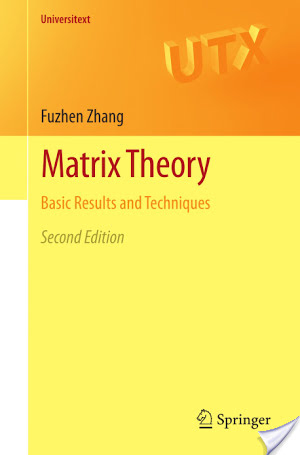 Universitext
UTX
Fuzhen Zhang
Matrix Theory
Basic Results and Techniques
Second Edition
Springer